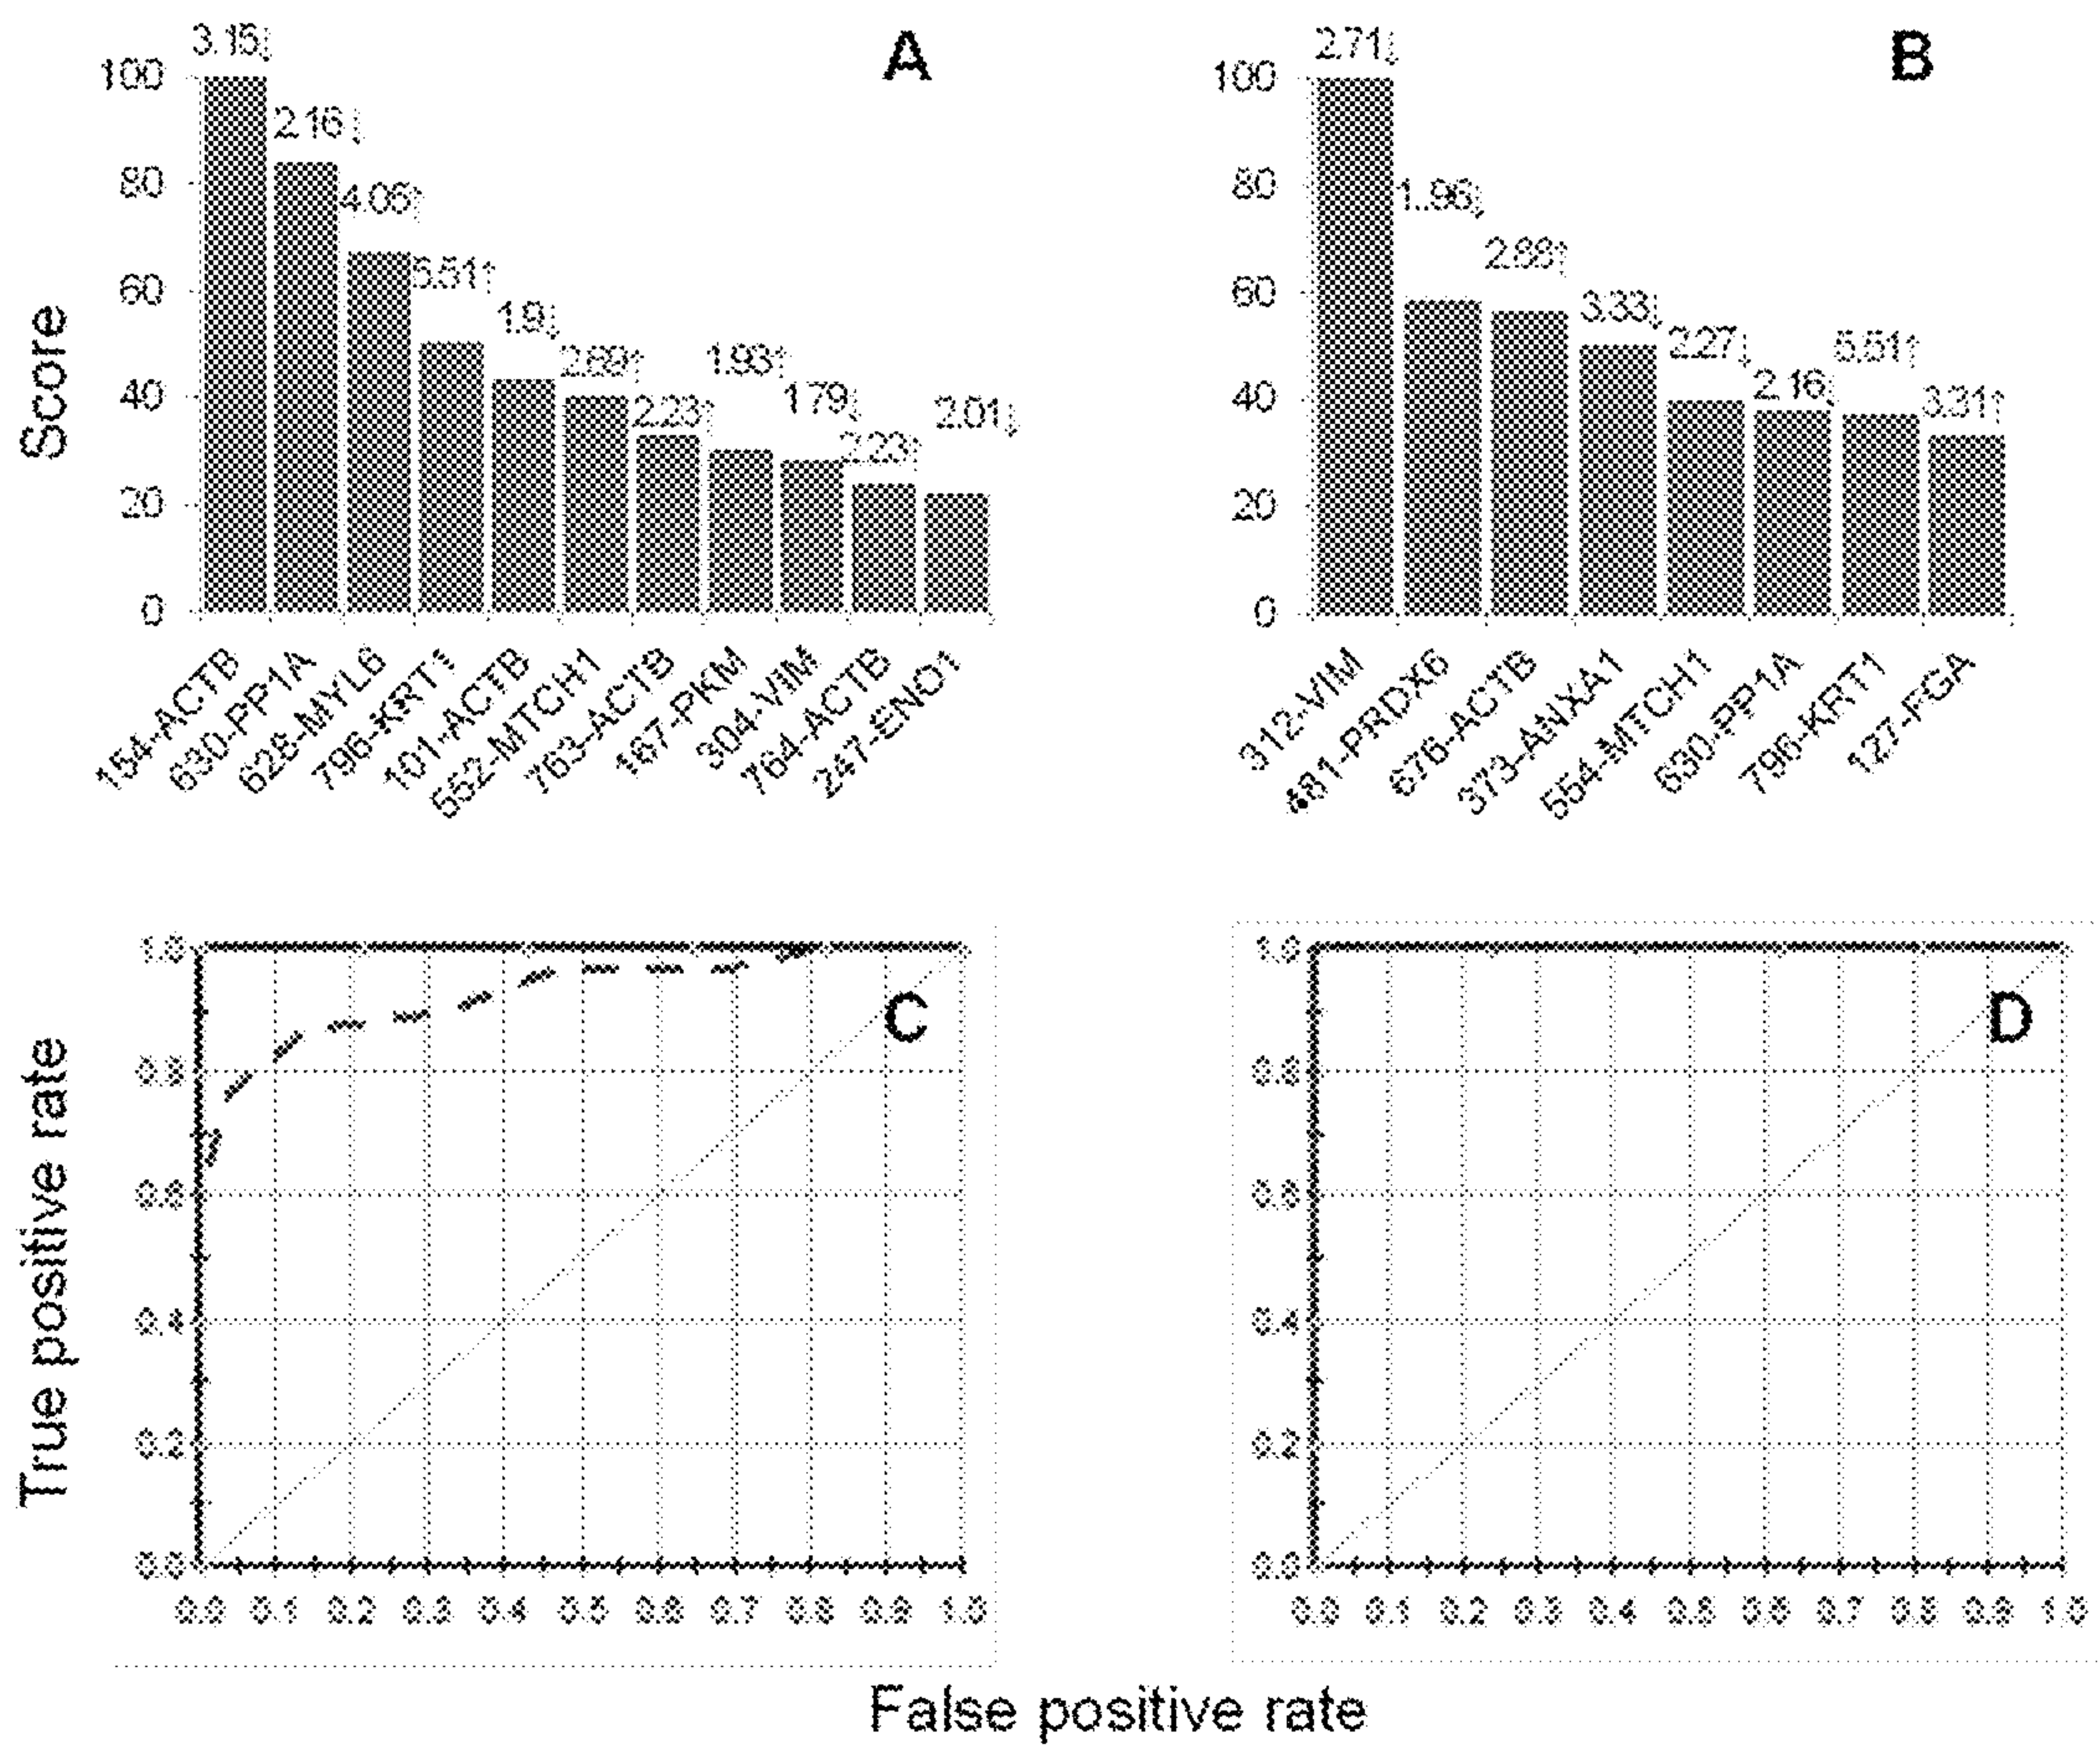 A
Score
100
80
60
40
20
0
3.16↓
2.16↓
4.05↑
5.51↑
1.9↓
2.69↑
2.23↑
1.93↑
1.79↓
2.23↑
2.01↓
154-ACTB
630-PP1A
628-MYL6
796-KRT1
101-ACTB
552-MTCH1
763-ACTB
167-PKM
304-VIM
764-ACTB
247-ENO1
B
100
80
60
40
20
0
2.71↓
1.96↓
2.88↑
3.33↓
2.27↓
2.16↓
5.51↑
3.31↑
312-VIM
481-PRDX6
676-ACTB
373-ANXA1
554-MTCH1
630-PP1A
796-KRT1
127-FGA
C
True positive rate
1.0
0.8
0.6
0.4
0.2
0.0
0.0 0.1 0.2 0.3 0.4 0.5 0.6 0.7 0.8 0.9 1.0
D
1.0
0.8
0.6
0.4
0.2
0.0
0.0 0.1 0.2 0.3 0.4 0.5 0.6 0.7 0.8 0.9 1.0
False positive rate